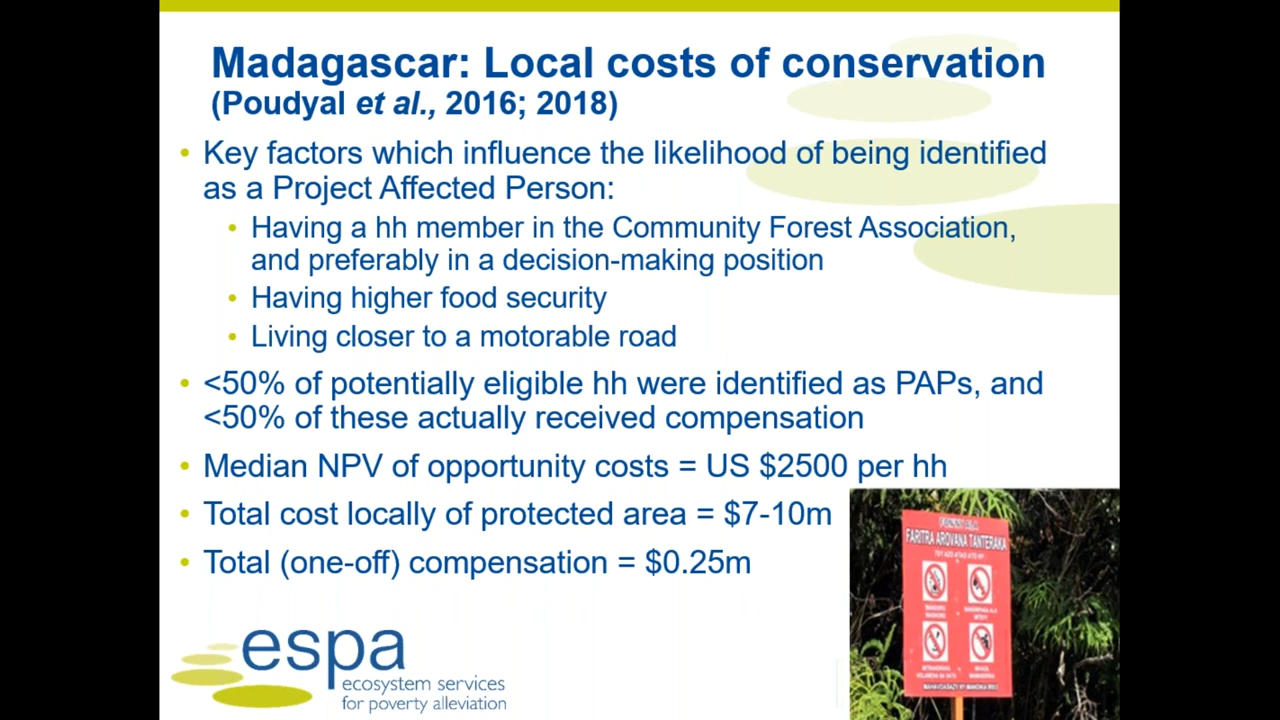 Madagascar: Local costs of conservation
(Poudyal et al., 2016; 2018)
• Key factors which influence the likelihood of being identified
as a Project Affected Person:
• Having a hh member in the Community Forest Association,
and preferably in a decision-making position
• Having higher food security
• Living closer to a motorable road
• <50% of potentially eligible hh were identified as PAPs, and
<50% of these actually received compensation
• Median NPV of opportunity costs = US $2500 per hh
• Total cost locally of protected area = $7-10m
• Total (one-off) compensation = $0.25m
FARITRA AROVANA TANTERAKA
espa
ecosystem services
for poverty alleviation